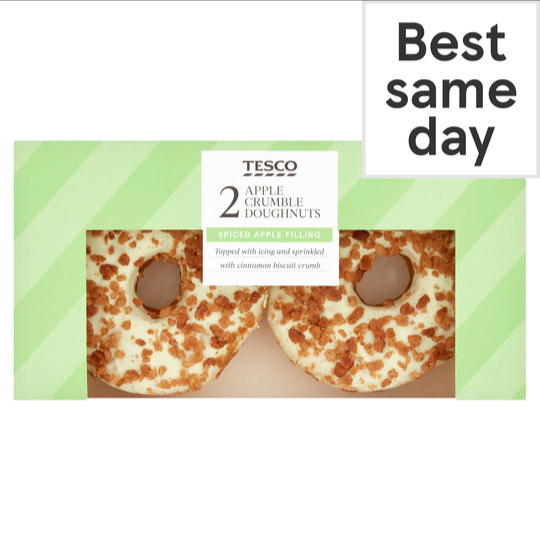 Best
same
day
TESCO
2 APPLE
CRUMBLE
DOUGHNUTS
SPICED APPLE FILLING
Topped with icing and sprinkled
with cinnamon biscuit crumb